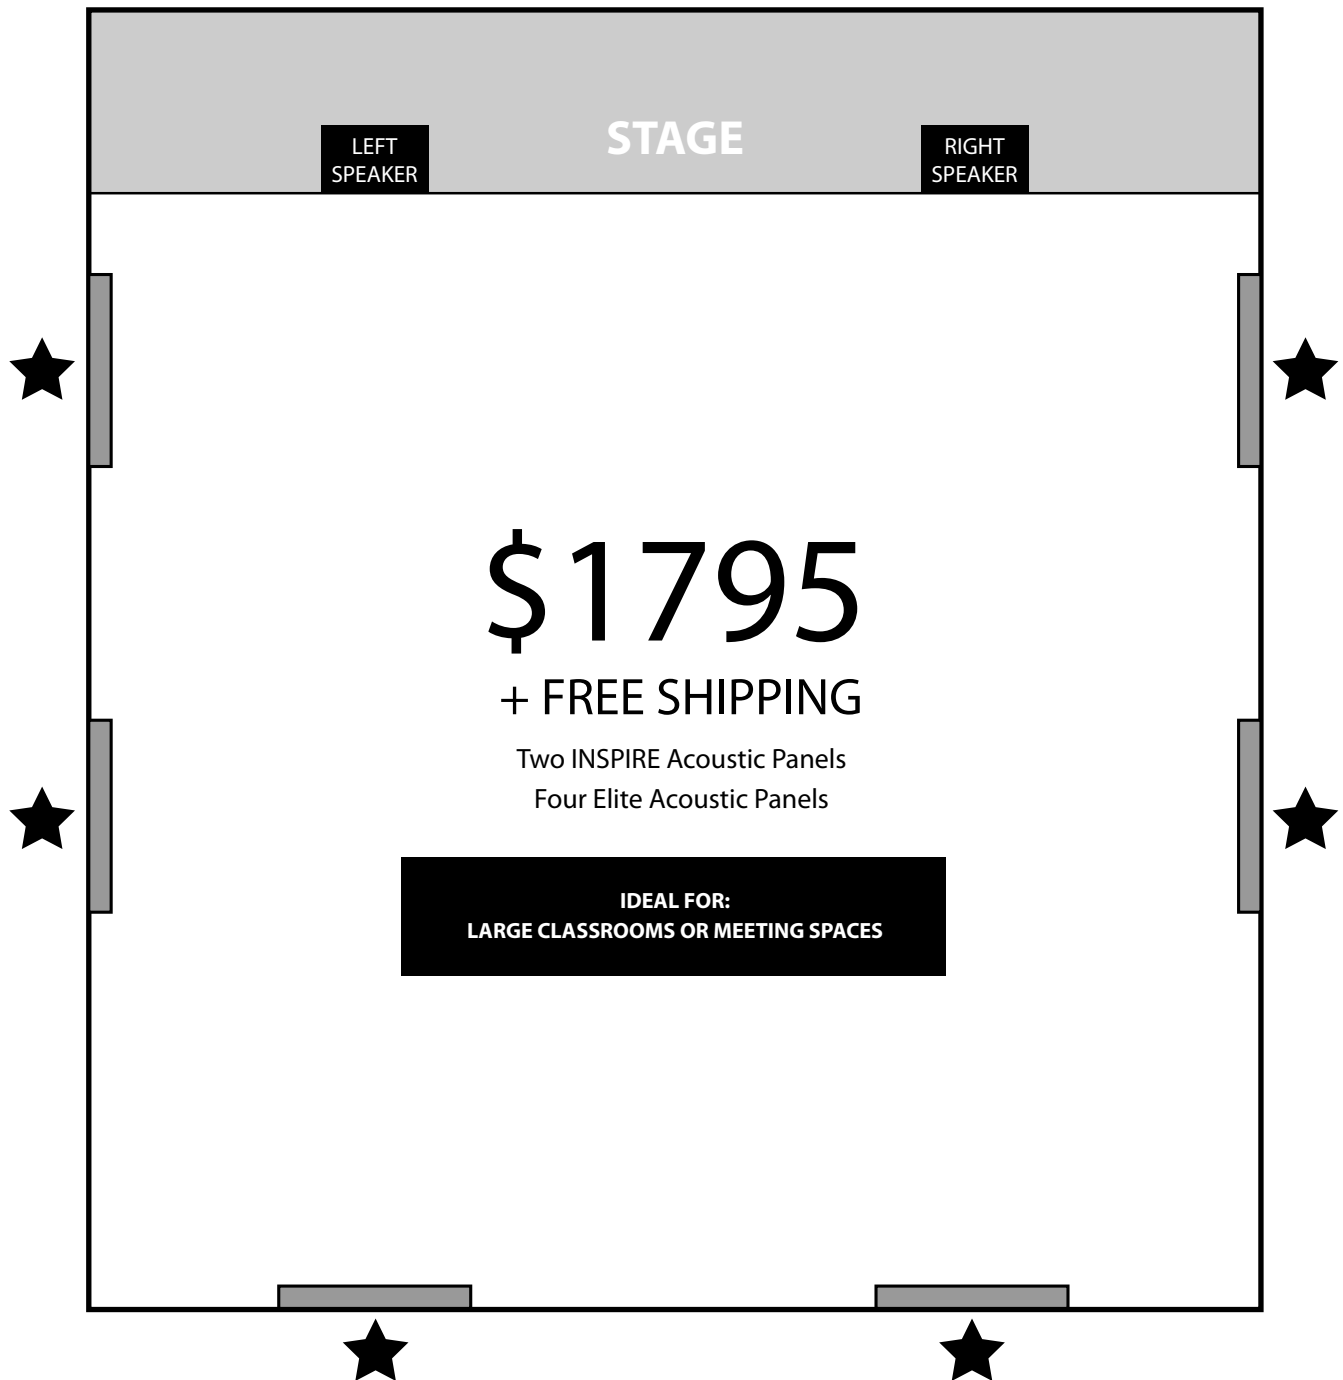 STAGE
LEFT
SPEAKER
RIGHT
SPEAKER
$1795
+ FREE SHIPPING
Two INSPIRE Acoustic Panels
Four Elite Acoustic Panels
IDEAL FOR:
LARGE CLASSROOMS OR MEETING SPACES